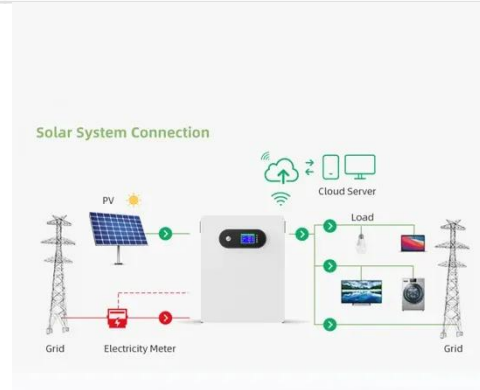 Solar System Connection
Cloud Server
PV
Load
Grid
Electricity Meter
Grid